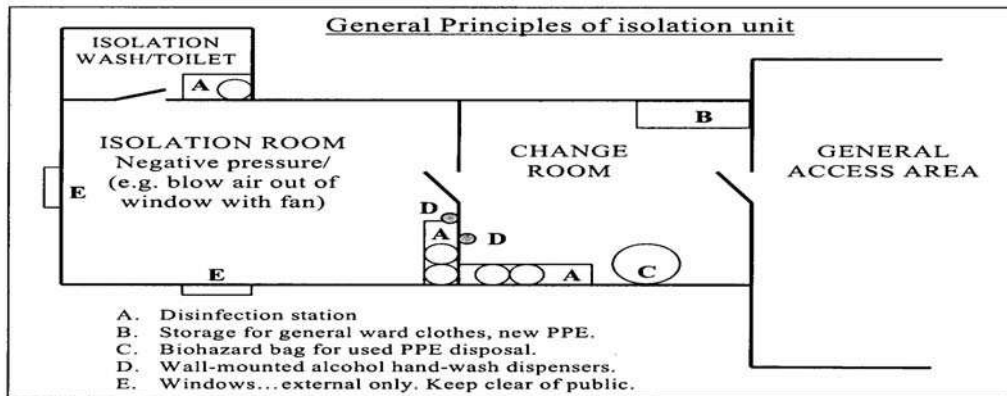 General Principles of isolation unit
ISOLATION
WASH/TOILET
A
B
ISOLATION ROOM
Negative pressure/
(e.g. blow air out of
window with fan)
E
CHANGE
ROOM
GENERAL
ACCESS AREA
D
A
D
E
A
C
A. Disinfection station
B. Storage for general ward clothes, new PPE.
C. Biohazard bag for used PPE disposal.
D. Wall-mounted alcohol hand-wash dispensers.
E. Windows...external only. Keep clear of public.